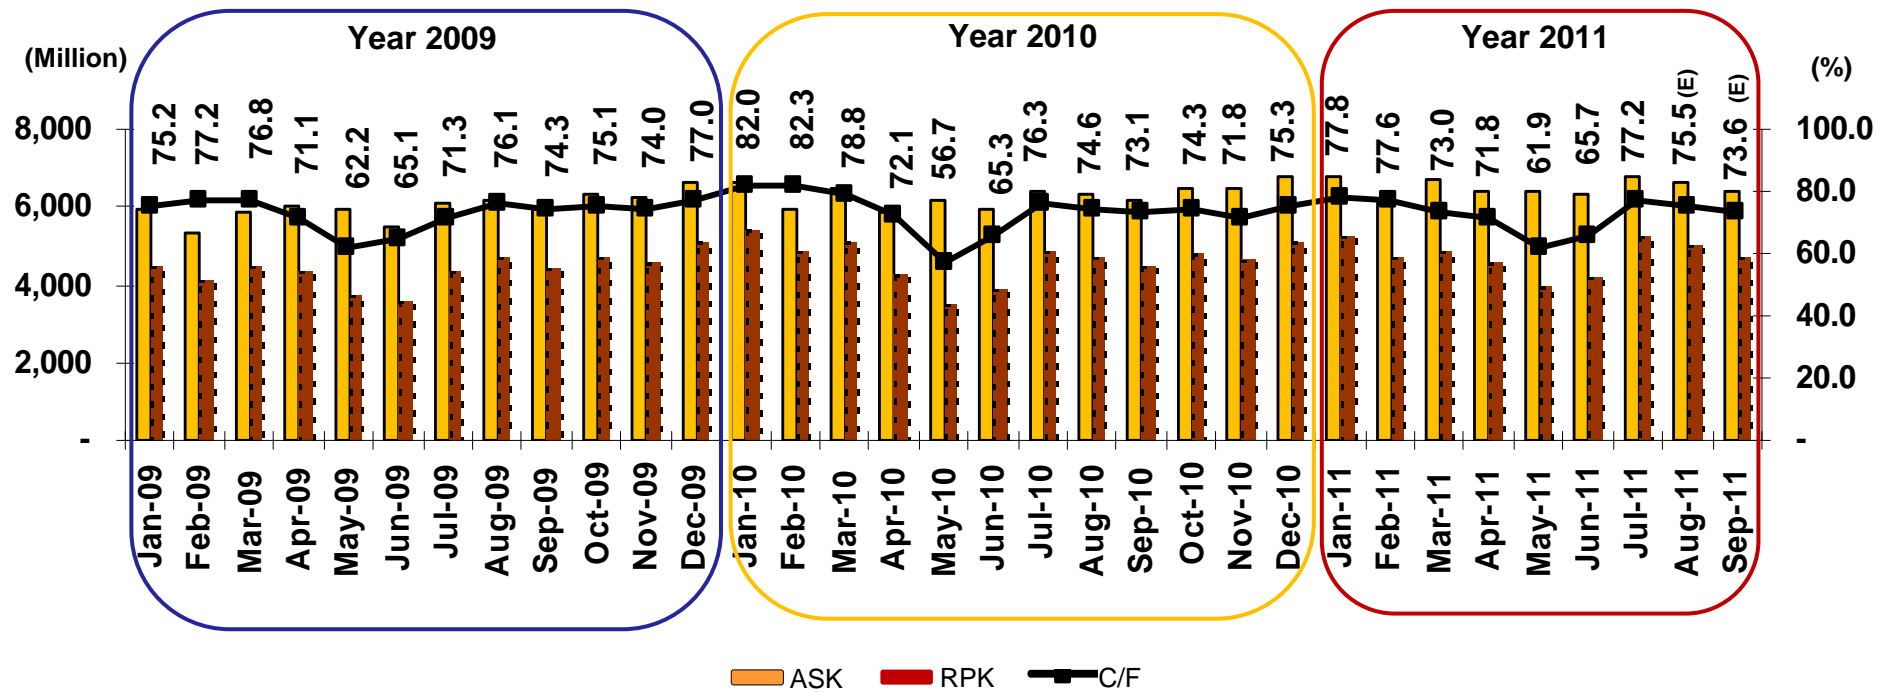 Year 2009
Year 2010
Year 2011
(Million)
(%)
75.2
77.2
76.8
71.1
62.2
65.1
71.3
76.1
74.3
75.1
74.0
77.0
82.0
82.3
78.8
72.1
56.7
65.3
76.3
74.6
73.1
74.3
71.8
75.3
77.8
77.6
73.0
71.8
61.9
65.7
77.2
75.5 (E)
73.6 (E)
8,000
6,000
4,000
2,000
-
100.0
80.0
60.0
40.0
20.0
-
Jan-09
Feb-09
Mar-09
Apr-09
May-09
Jun-09
Jul-09
Aug-09
Sep-09
Oct-09
Nov-09
Dec-09
Jan-10
Feb-10
Mar-10
Apr-10
May-10
Jun-10
Jul-10
Aug-10
Sep-10
Oct-10
Nov-10
Dec-10
Jan-11
Feb-11
Mar-11
Apr-11
May-11
Jun-11
Jul-11
Aug-11
Sep-11
ASK
RPK
C/F